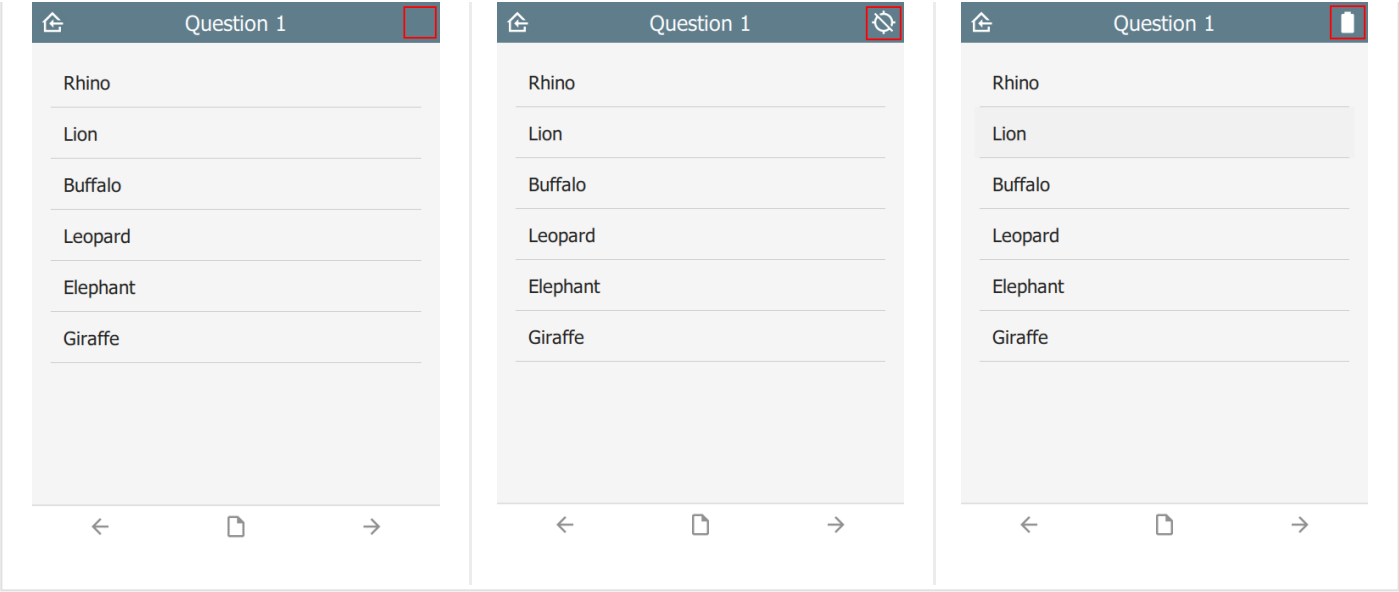 Question 1
Rhino
Lion
Buffalo
Leopard
Elephant
Giraffe
Question 1
Rhino
Lion
Buffalo
Leopard
Elephant
Giraffe
Question 1
Rhino
Lion
Buffalo
Leopard
Elephant
Giraffe